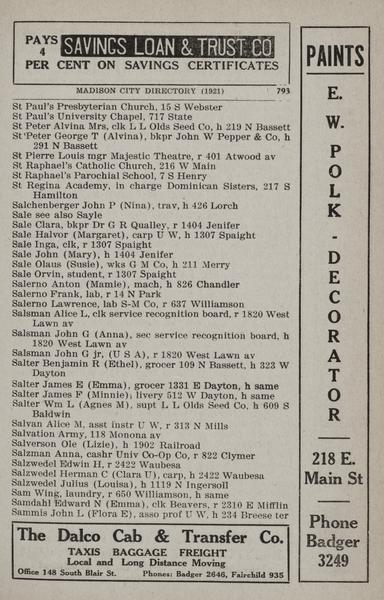 PAYS 4 SAVINGS LOAN & TRUST CO
PER CENT ON SAVINGS CERTIFICATES
MADISON CITY DIRECTORY (1921) 793
St Paul's Presbyterian Church, 15 S Webster
St Paul's University Chapel, 717 State
St Peter Alvina Mrs, clk L L Olds Seed Co, h 219 N Bassett
St Peter George T (Alvina), bkpr John W Pepper & Co, h
291 N Bassett
St Pierre Louis mgr Majestic Theatre, r 401 Atwood av
St Raphael's Catholic Church, 216 W Main
St Raphael's Parochial School, 7 S Henry
St Regina Academy, in charge Dominican Sisters, 217 S
Hamilton
Salchenberger John P (Nina), trav, h 426 Lorch
Sale see also Sayle
Sale Clara, bkpr Dr G R Qualley, r 1404 Jenifer
Sale Halvor (Margaret), carp U W, h 1307 Spaight
Sale Inga, clk, r 1307 Spaight
Sale John (Mary), h 1404 Jenifer
Sale Olaus (Susie), wks G M Co, h 211 Merry
Sale Orvin, student, r 1307 Spaight
Salerno Anton (Mamie), mach, h 826 Chandler
Salerno Frank, lab, r 14 N Park
Salerno Lawrence, lab S-M Co, r 637 Williamson
Salsman Alice L, clk service recognition board, r 1820 West
Lawn av
Salsman John G (Anna), sec service recognition board, h
1820 West Lawn av
Salsman John G jr, (U S A), r 1820 West Lawn av
Salter Benjamin R (Ethel), grocer 109 N Bassett, h 323 W
Dayton
Salter James E (Emma), grocer 1331 E Dayton, h same
Salter James F (Minnie), livery 512 W Dayton, h same
Salter Wm L (Agnes M), supt L L Olds Seed Co, h 609 S
Baldwin
Salvan Alice M, asst instr U W, r 313 N Mills
Salvation Army, 118 Monona av
Salverson Ole (Lizzie), h 1902 Railroad
Salzman Anna, cashr Univ Co-Op Co, r 822 Clymer
Salzwedel Edwin H, r 2422 Waubesa
Salzwedel Herman C (Clara U), carp, h 2422 Waubesa
Salzwedel Julius (Louisa), h 1119 N Ingersoll
Sam Wing, laundry, r 650 Williamson, h same
Samdahl Edward N (Emma), clk Beavers, r 2310 E Mifflin
Sammis John L (Flora E), asso prof U W, h 234 Breese ter
The Dalco Cab & Transfer Co.
TAXIS BAGGAGE FREIGHT
Local and Long Distance Moving
Office 148 South Blair St. Phones: Badger 2646, Fairchild 935
PAINTS
E. W. POLK - DECORATOR
218 E.
Main St
Phone
Badger
3249